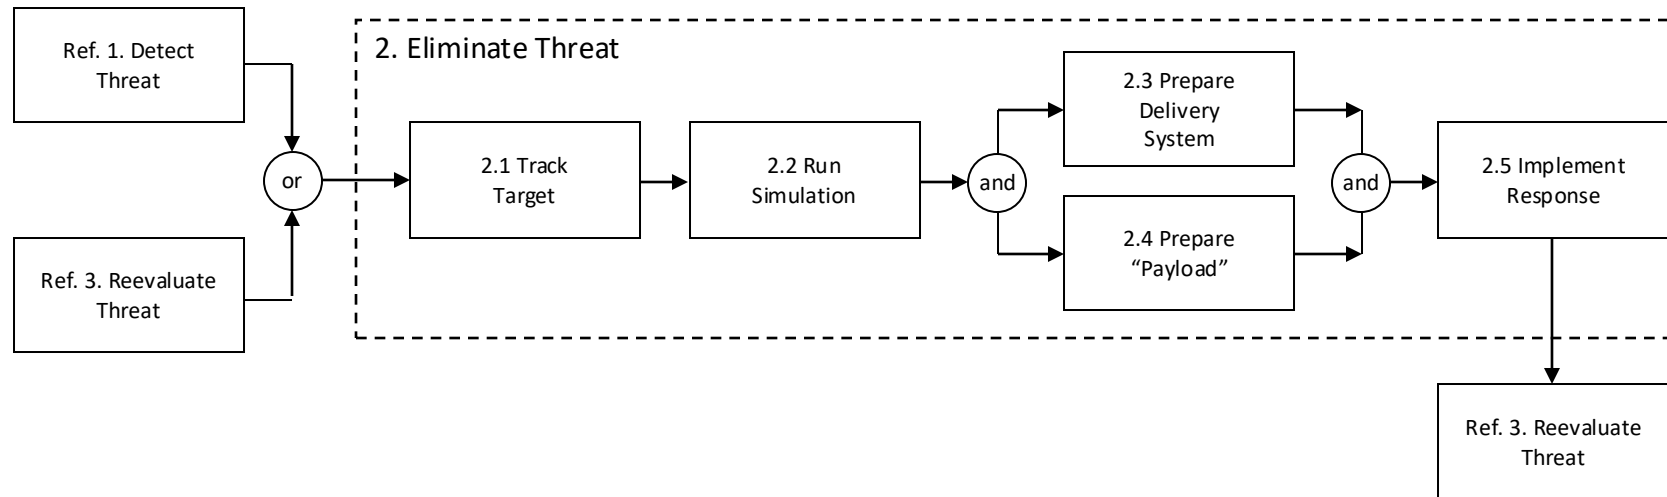 Ref. 1. Detect
Threat
2. Eliminate Threat
or
Ref. 3. Reevaluate
Threat
2.1 Track
Target
2.2 Run
Simulation
and
2.3 Prepare
Delivery
System
2.4 Prepare
“Payload”
and
2.5 Implement
Response
Ref. 3. Reevaluate
Threat